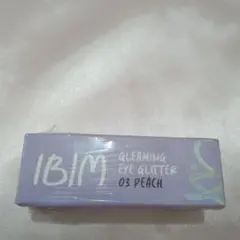 IBIM
GLEAMING
EYE GLITTER
03 PEACH